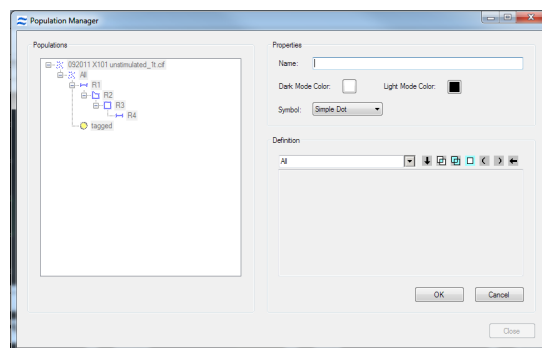 Population Manager
Populations
092011 X101 unstimulated_1t.cif
All
R1
R2
R3
R4
tagged
Properties
Name:
Dark Mode Color:
Light Mode Color:
Symbol:
Simple Dot
Definition
All
OK
Cancel
Close